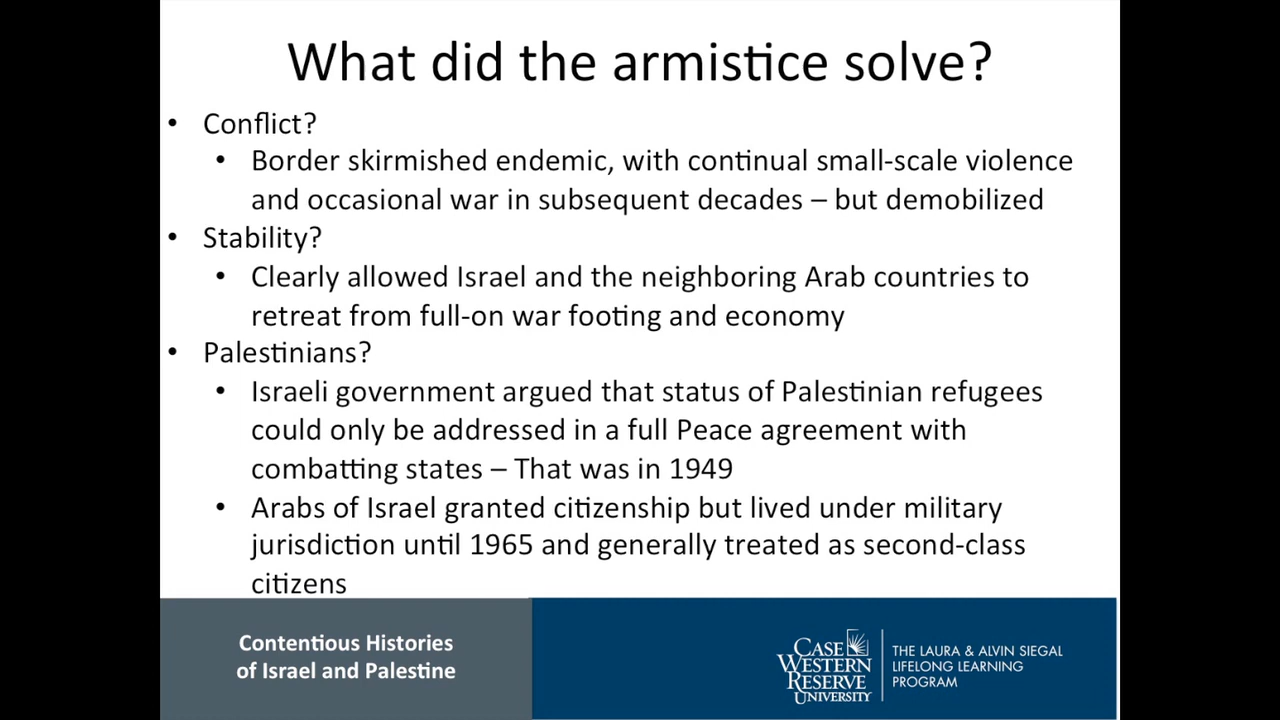 What did the armistice solve?
• Conflict?
• Border skirmished endemic, with continual small-scale violence
and occasional war in subsequent decades – but demobilized
• Stability?
• Clearly allowed Israel and the neighboring Arab countries to
retreat from full-on war footing and economy
• Palestinians?
• Israeli government argued that status of Palestinian refugees
could only be addressed in a full Peace agreement with
combatting states – That was in 1949
• Arabs of Israel granted citizenship but lived under military
jurisdiction until 1965 and generally treated as second-class
citizens
Contentious Histories
of Israel and Palestine
CASE
WESTERN
RESERVE
UNIVERSITY
THE LAURA & ALVIN SIEGAL
LIFELONG LEARNING
PROGRAM